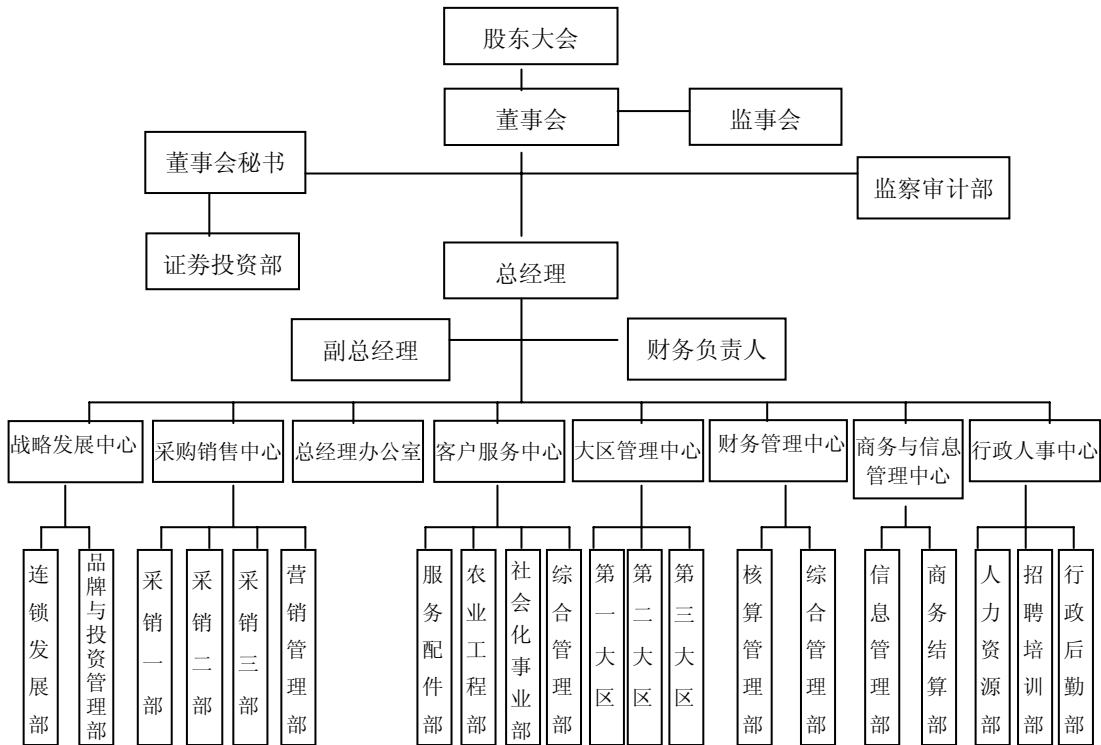 股东大会
董事会
监事会
董事会秘书
监察审计部
证券投资部
总经理
副总经理
财务负责人
战略发展中心
采购销售中心
总经理办公室
客户服务中心
大区管理中心
财务管理中心
商务与信息
管理中心
行政人事中心
连锁发展部
品牌与投资管理部
采销一部
采销二部
采销三部
营销管理部
服务配件部
农业工程部
社会化事业部
综合管理部
第一大区
第二大区
第三大区
核算管理部
综合管理部
信息管理部
商务结算部
人力资源部
招聘培训部
行政后勤部